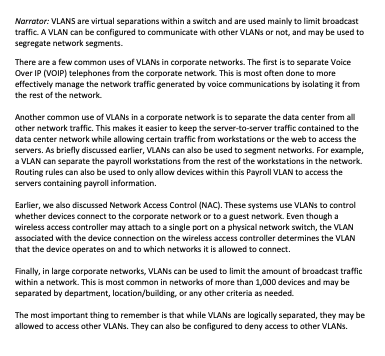 Narrator: VLANS are virtual separations within a switch and are used mainly to limit broadcast
traffic. A VLAN can be configured to communicate with other VLANs or not, and may be used to
segregate network segments.
There are a few common uses of VLANs in corporate networks. The first is to separate Voice
Over IP (VOIP) telephones from the corporate network. This is most often done to more
effectively manage the network traffic generated by voice communications by isolating it from
the rest of the network.
Another common use of VLANs in a corporate network is to separate the data center from all
other network traffic. This makes it easier to keep the server-to-server traffic contained to the
data center network while allowing certain traffic from workstations or the web to access the
servers. As briefly discussed earlier, VLANs can also be used to segment networks. For example,
a VLAN can separate the payroll workstations from the rest of the workstations in the network.
Routing rules can also be used to only allow devices within this Payroll VLAN to access the
servers containing payroll information.
Earlier, we also discussed Network Access Control (NAC). These systems use VLANs to control
whether devices connect to the corporate network or to a guest network. Even though a
wireless access controller may attach to a single port on a physical network switch, the VLAN
associated with the device connection on the wireless access controller determines the VLAN
that the device operates on and to which networks it is allowed to connect.
Finally, in large corporate networks, VLANs can be used to limit the amount of broadcast traffic
within a network. This is most common in networks of more than 1,000 devices and may be
separated by department, location/building, or any other criteria as needed.
The most important thing to remember is that while VLANs are logically separated, they may be
allowed to access other VLANs. They can also be configured to deny access to other VLANs.